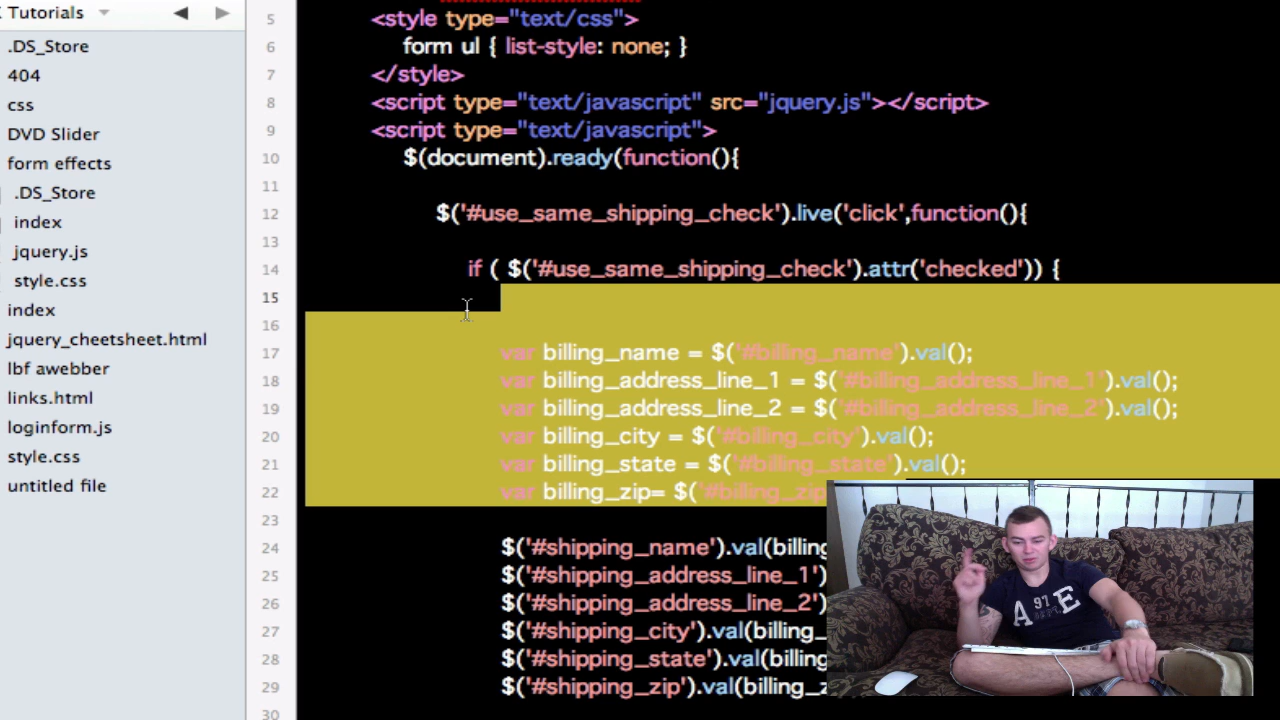 Tutorials
.DS_Store
404
css
DVD Slider
form effects
.DS_Store
index
jquery.js
style.css
index
jquery_cheetsheet.html
lbf awebber
links.html
loginform.js
style.css
untitled file
5 <style type="text/css">
6 form ul { list-style: none; }
7 </style>
8 <script type="text/javascript" src="jquery.js"></script>
9 <script type="text/javascript">
10 $(document).ready(function(){
11
12 $('#use_same_shipping_check').live('click',function(){
13
14 if ( $('#use_same_shipping_check').attr('checked')) {
15
16
17 var billing_name = $('#billing_name').val();
18 var billing_address_line_1 = $('#billing_address_line_1').val();
19 var billing_address_line_2 = $('#billing_address_line_2').val();
20 var billing_city = $('#billing_city').val();
21 var billing_state = $('#billing_state').val();
22 var billing_zip= $('#billing_zip
23
24 $('#shipping_name').val(billing
25 $('#shipping_address_line_1')
26 $('#shipping_address_line_2')
27 $('#shipping_city').val(billing_
28 $('#shipping_state').val(billing
29 $('#shipping_zip').val(billing_z
30
A 97 E